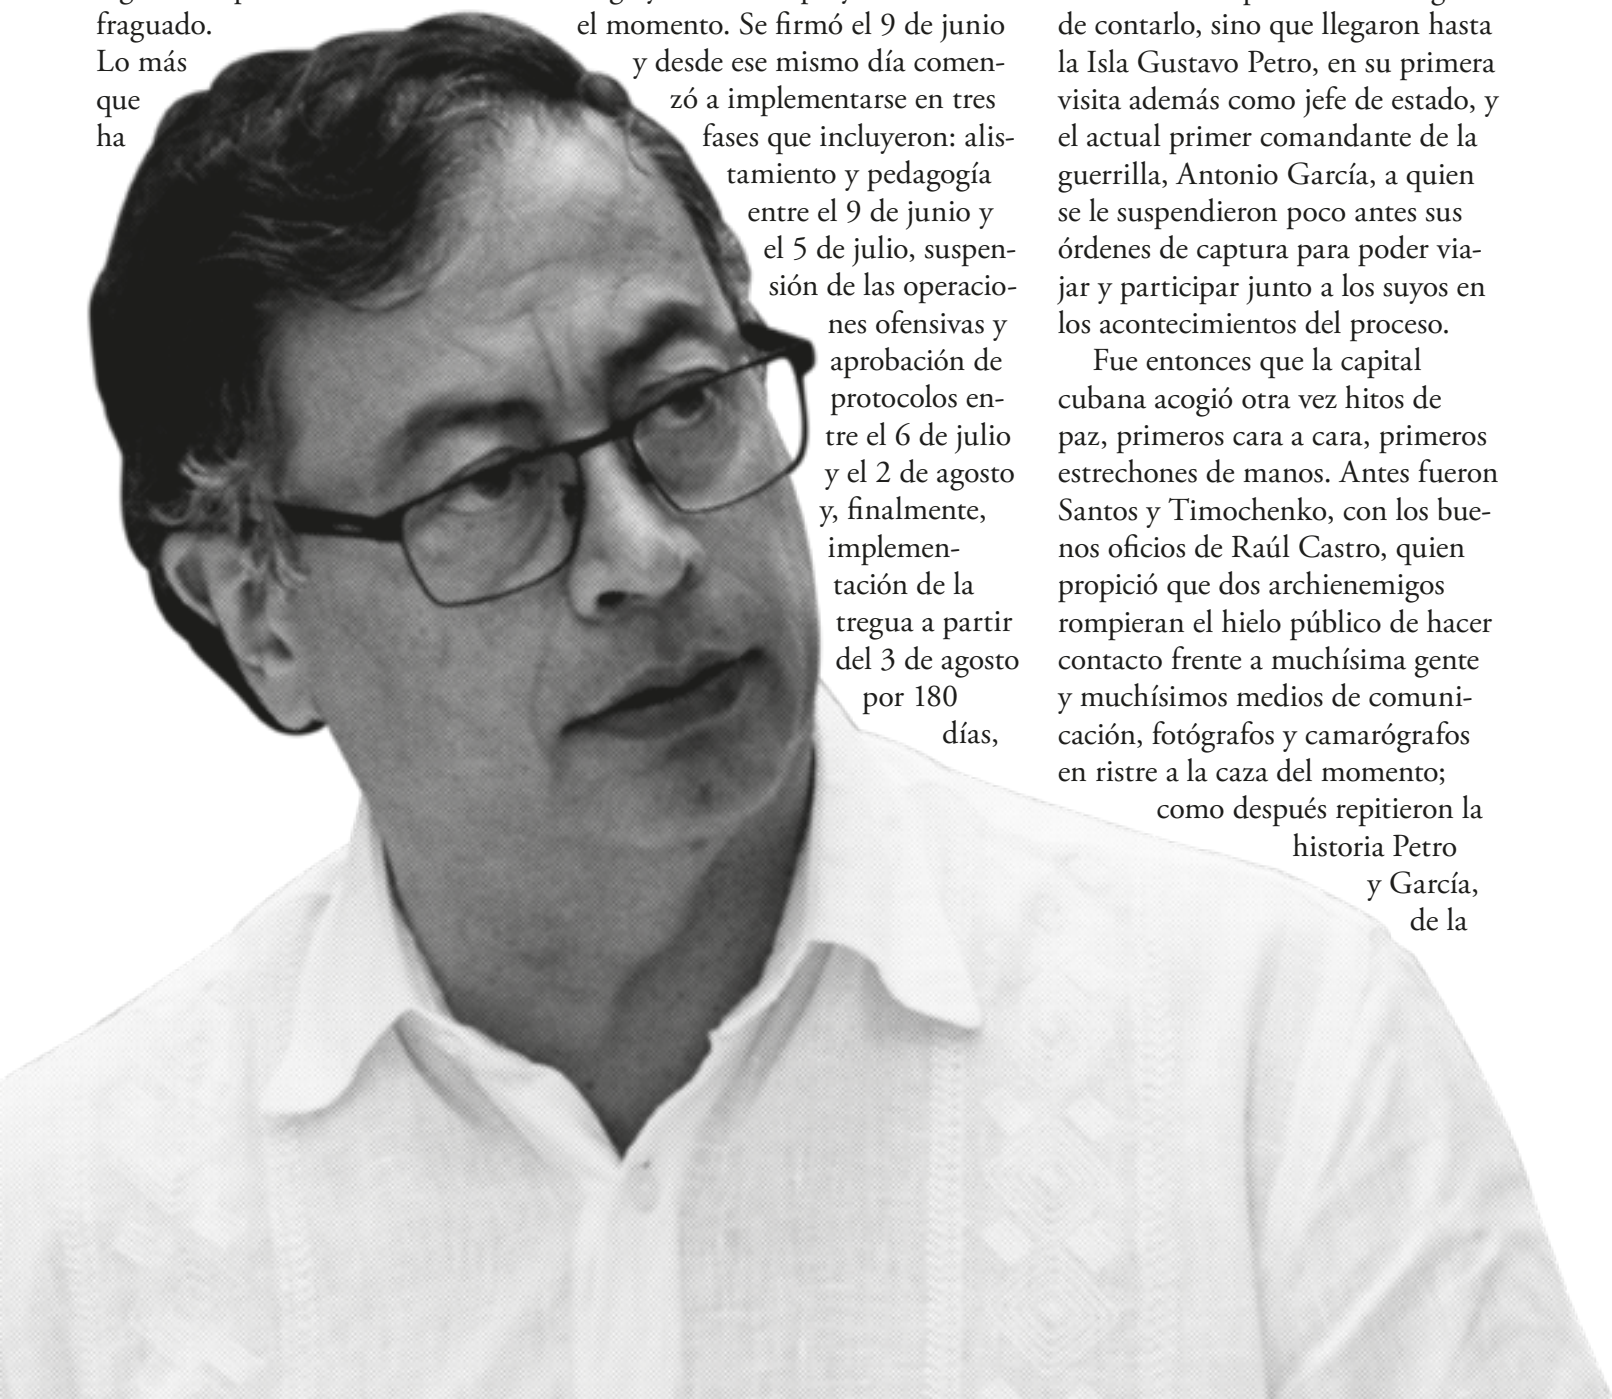 fraguado.
Lo más
que
ha
el momento. Se firmó el 9 de junio
y desde ese mismo día comen-
zó a implementarse en tres
fases que incluyeron: alis-
tamiento y pedagogía
entre el 9 de junio y
el 5 de julio, suspen-
sión de las operacio-
nes ofensivas y
aprobación de
protocolos en-
tre el 6 de julio
y el 2 de agosto
y, finalmente,
implemen-
tación de la
tregua a partir
del 3 de agosto
por 180
días,
de contarlo, sino que llegaron hasta
la Isla Gustavo Petro, en su primera
visita además como jefe de estado, y
el actual primer comandante de la
guerrilla, Antonio García, a quien
se le suspendieron poco antes sus
órdenes de captura para poder via-
jar y participar junto a los suyos en
los acontecimientos del proceso.
Fue entonces que la capital
cubana acogió otra vez hitos de
paz, primeros cara a cara, primeros
estrechones de manos. Antes fueron
Santos y Timochenko, con los bue-
nos oficios de Raúl Castro, quien
propició que dos archienemigos
rompieran el hielo público de hacer
contacto frente a muchísima gente
y muchísimos medios de comuni-
cación, fotógrafos y camarógrafos
en ristre a la caza del momento;
como después repitieron la
historia Petro
y García,
de la